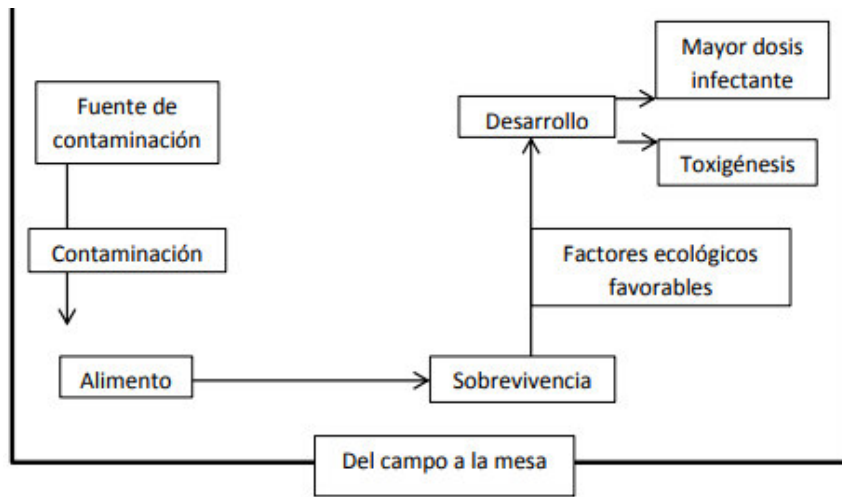 Fuente de
contaminación
Contaminación
Alimento
Sobrevivencia
Factores ecológicos
favorables
Desarrollo
Mayor dosis
infectante
Toxigénesis
Del campo a la mesa